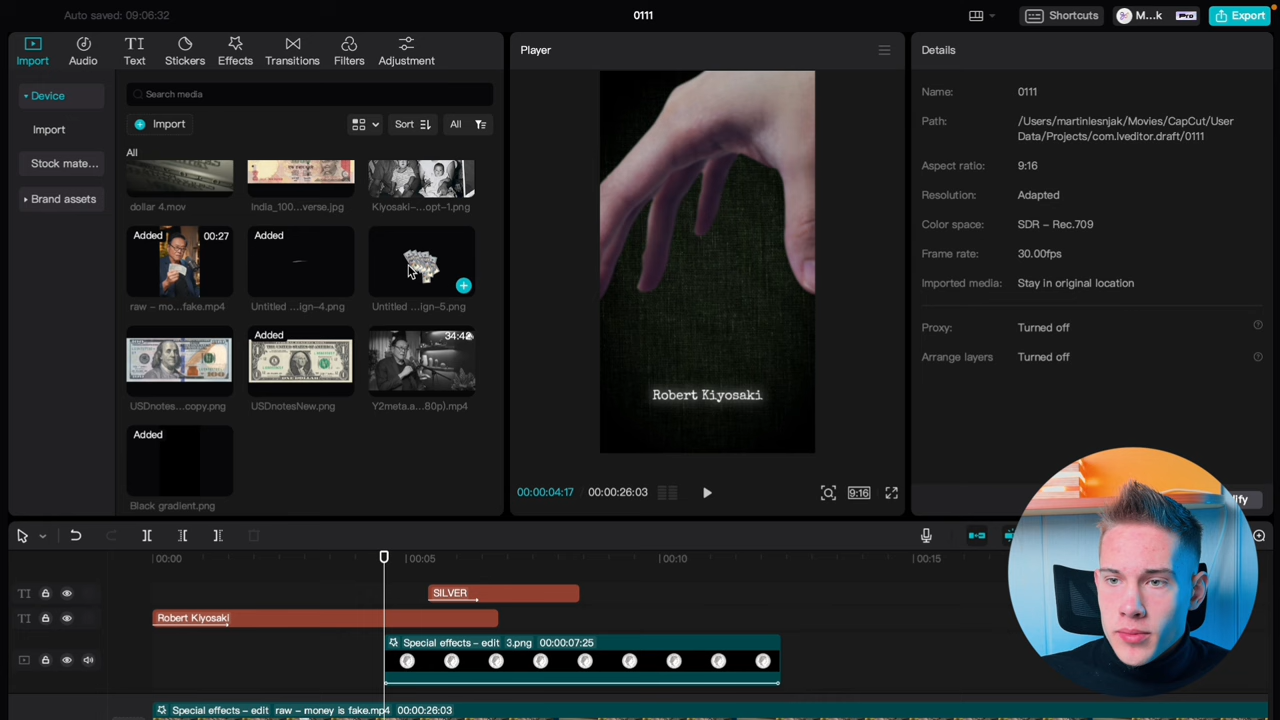 Auto saved: 09:06:32
0111
Shortcuts
M...k
Pro
Export
Import
Audio
Text
Stickers
Effects
Transitions
Filters
Adjustment
Player
Details
Device
Import
Stock mate...
Brand assets
Search media
Import
Sort
All
All
dollar 4.mov
India_100...verse.jpg
Kiyosaki-...opt-1.png
Added
00:27
Added
raw - mo...fake.mp4
Untitled ...ign-4.png
Untitled ...ign-5.png
Added
34:42
USDnotes...copy.png
USDnotesNew.png
Y2meta.a...80p).mp4
Added
Black gradient.png
Robert Kiyosaki
00:00:04:17 / 00:00:26:03
9:16
Name: 0111
Path: /Users/martinlesnjak/Movies/CapCut/User
Data/Projects/com.lveditor.draft/0111
Aspect ratio: 9:16
Resolution: Adapted
Color space: SDR – Rec.709
Frame rate: 30.00fps
Imported media: Stay in original location
Proxy: Turned off
Arrange layers Turned off
00:00
00:05
00:10
00:15
TI
SILVER
TI
Robert Kiyosaki
Special effects – edit 3.png 00:00:07:25
Special effects – edit raw – money is fake.mp4 00:00:26:03